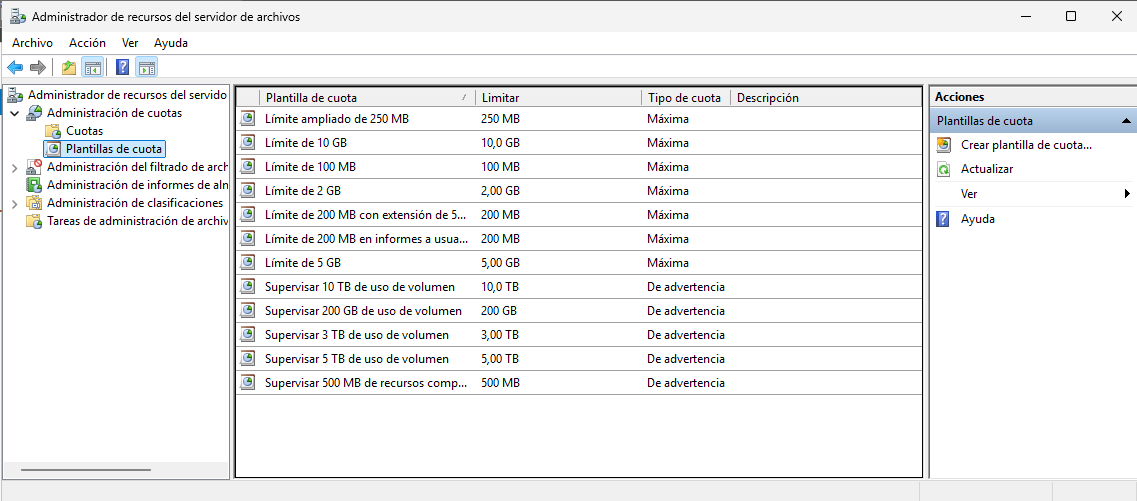 Administrador de recursos del servidor de archivos
Archivo Acción Ver Ayuda
Administrador de recursos del servido
Administración de cuotas
Cuotas
Plantillas de cuota
Administración del filtrado de arch
Administración de informes de aln
Administración de clasificaciones
Tareas de administración de archiv
Plantilla de cuota Limitar Tipo de cuota Descripción
Límite ampliado de 250 MB 250 MB Máxima
Límite de 10 GB 10,0 GB Máxima
Límite de 100 MB 100 MB Máxima
Límite de 2 GB 2,00 GB Máxima
Límite de 200 MB con extensión de 5... 200 MB Máxima
Límite de 200 MB en informes a usua... 200 MB Máxima
Límite de 5 GB 5,00 GB Máxima
Supervisar 10 TB de uso de volumen 10,0 TB De advertencia
Supervisar 200 GB de uso de volumen 200 GB De advertencia
Supervisar 3 TB de uso de volumen 3,00 TB De advertencia
Supervisar 5 TB de uso de volumen 5,00 TB De advertencia
Supervisar 500 MB de recursos comp... 500 MB De advertencia
Acciones
Plantillas de cuota
Crear plantilla de cuota...
Actualizar
Ver
Ayuda